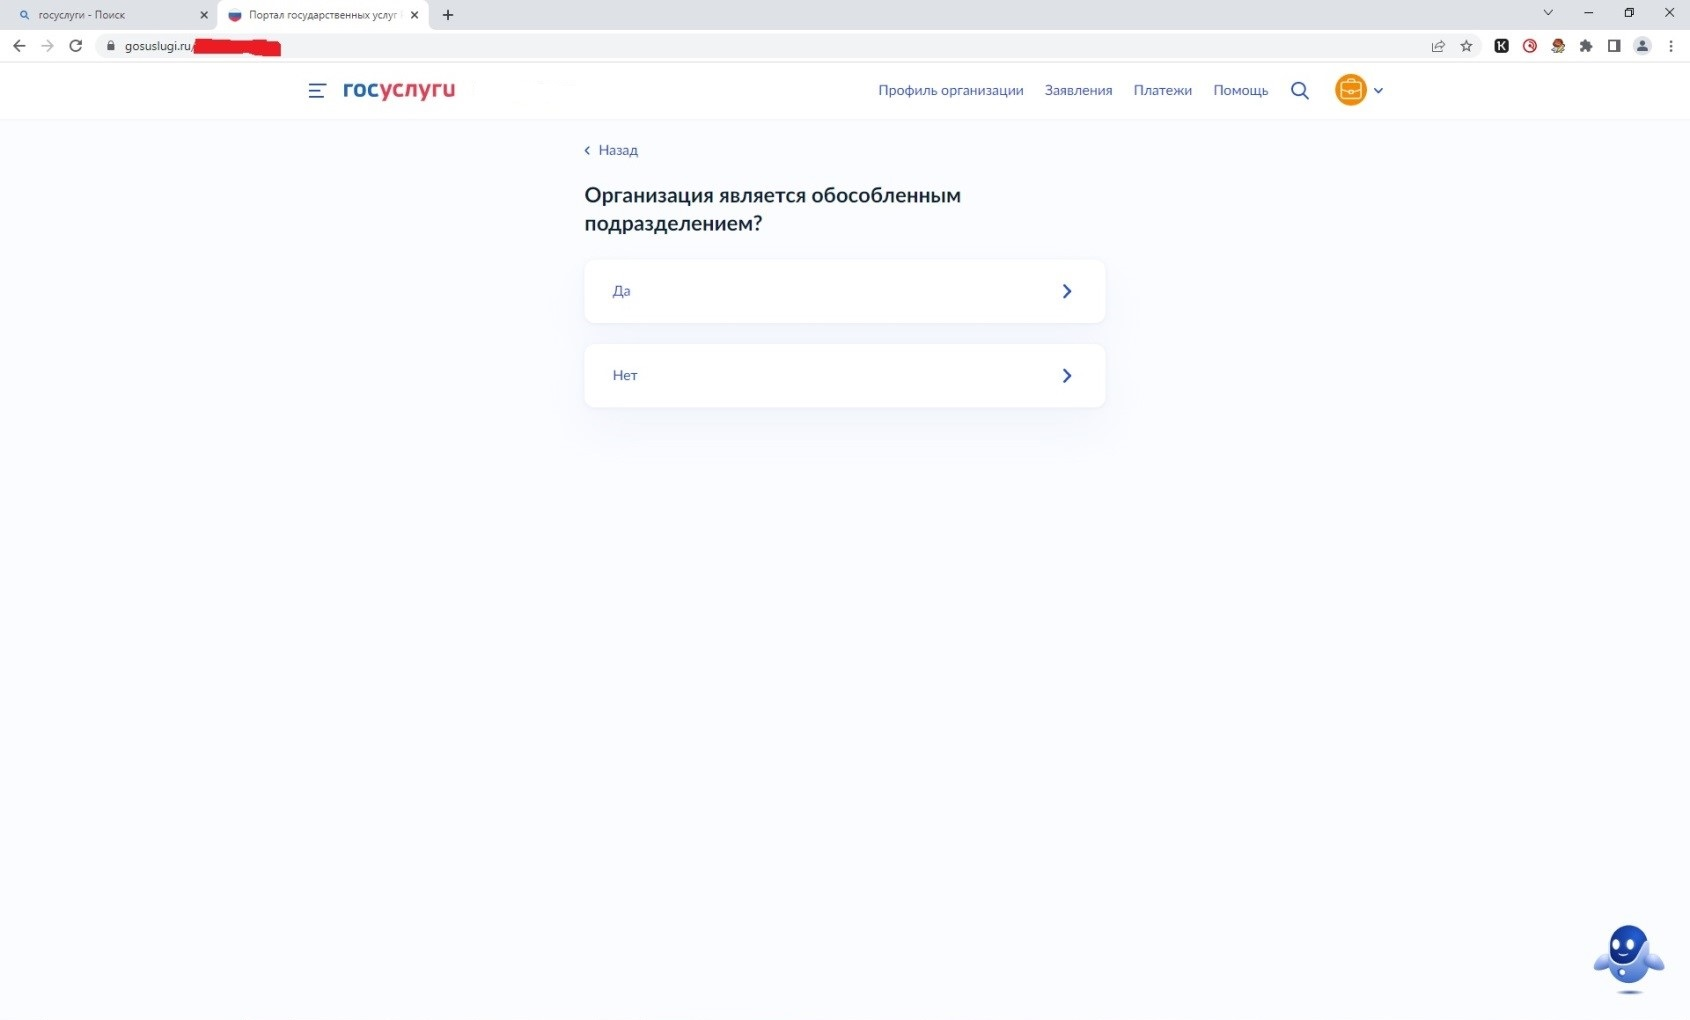 госуслуги - Поиск
Портал государственных услуг
gosuslugi.ru/
госуслуги
Профиль организации
Заявления
Платежи
Помощь
Назад
Организация является обособленным
подразделением?
Да
Нет